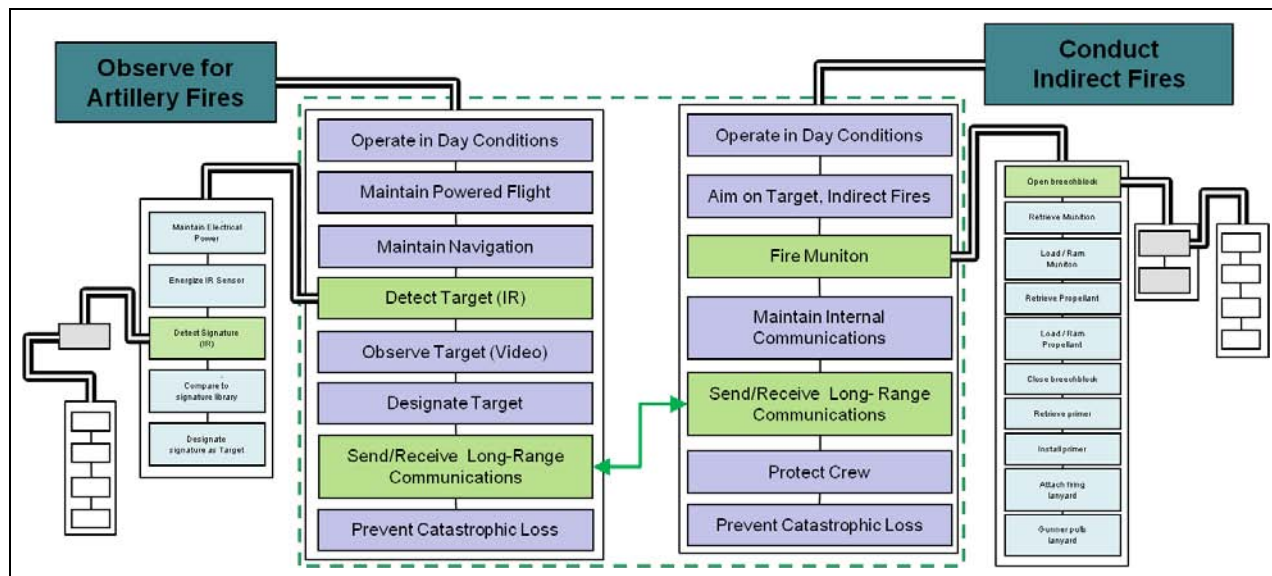 Observe for
Artillery Fires
Conduct
Indirect Fires
Operate in Day Conditions
Maintain Powered Flight
Maintain Navigation
Detect Target (IR)
Observe Target (Video)
Designate Target
Send/Receive Long-Range
Communications
Prevent Catastrophic Loss
Maintain Electrical
Power
Energize IR Sensor
Detect Signature
(IR)
Compare to
signature library
Designate
signature as Target
Operate in Day Conditions
Aim on Target, Indirect Fires
Fire Muniton
Maintain Internal
Communications
Send/Receive Long- Range
Communications
Protect Crew
Prevent Catastrophic Loss
Open breechblock
Retrieve Munition
Load / Ram
Munition
Retrieve Propellant
Load / Ram
Propellant
Close breechblock
Retrieve primer
Install primer
Attach firing
lanyard
Gunner pulls
lanyard